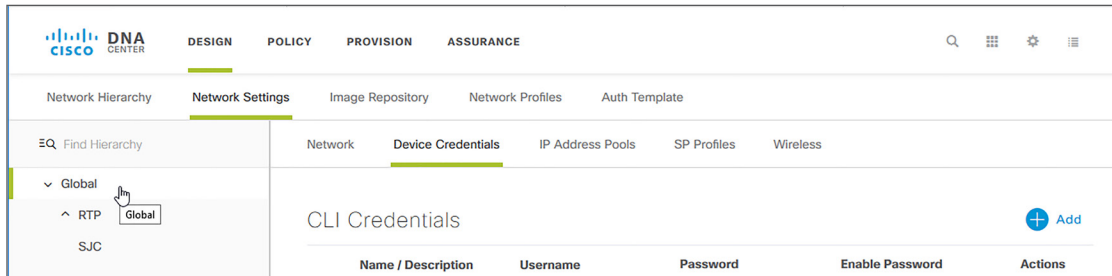 CISCO DNA CENTER DESIGN POLICY PROVISION ASSURANCE
Network Hierarchy Network Settings Image Repository Network Profiles Auth Template
Find Hierarchy Network Device Credentials IP Address Pools SP Profiles Wireless
Global
RTP Global
CLI Credentials Add
SJC
Name / Description Username Password Enable Password Actions